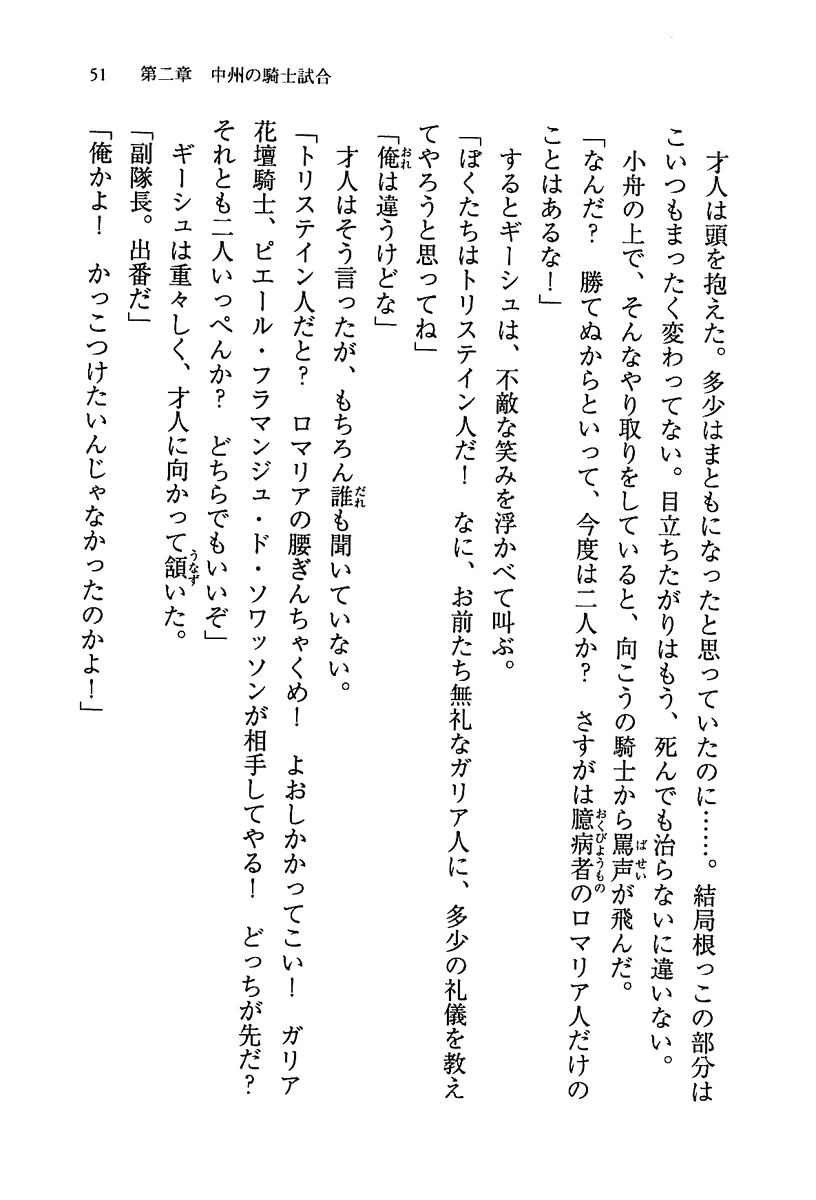 51　第二章　中州の騎士試合
　才人は頭を抱えた。多少はまともになったと思っていたのに……。結局根っこの部分は
こいつもまったく変わってない。目立ちたがりはもう、死んでも治らないに違いない。
　小舟の上で、そんなやり取りをしていると、向こうの騎士から罵声が飛んだ。
「なんだ？　勝てぬからといって、今度は二人か？　さすがは臆病者のロマリア人だけの
ことはあるな！」
　するとギーシュは、不敵な笑みを浮かべて叫ぶ。
「ぼくたちはトリステイン人だ！　なに、お前たち無礼なガリア人に、多少の礼儀を教え
てやろうと思ってね」
「俺は違うけどな」
　才人はそう言ったが、もちろん誰も聞いていない。
「トリステイン人だと？　ロマリアの腰ぎんちゃくめ！　よおしかかってこい！　ガリア
花壇騎士、ピエール・フラマンジュ・ド・ソワッソンが相手してやる！　どっちが先だ？
それとも二人いっぺんか？　どちらでもいいぞ」
　ギーシュは重々しく、才人に向かって頷いた。
「副隊長。出番だ」
「俺かよ！　かっこつけたいんじゃなかったのかよ！」